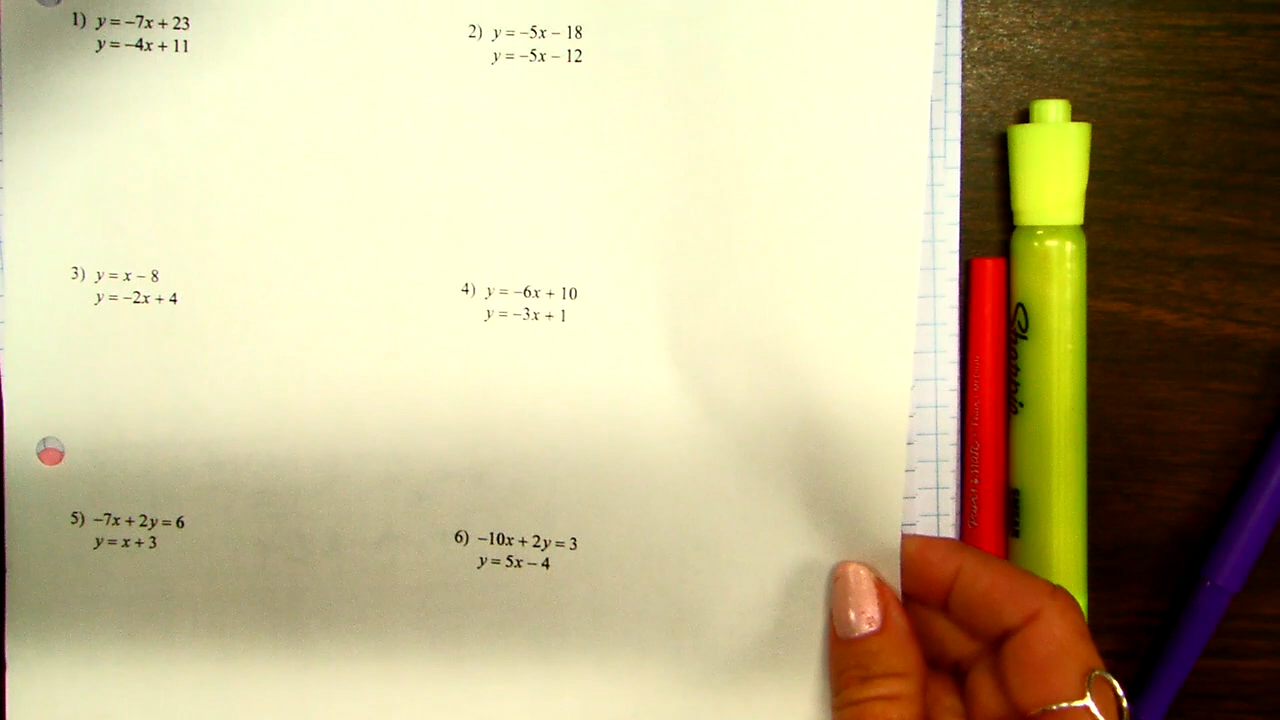 1) y = −7x + 23
y = −4x + 11
2) y = −5x − 18
y = −5x − 12
3) y = x − 8
y = −2x + 4
4) y = −6x + 10
y = −3x + 1
5) −7x + 2y = 6
y = x + 3
6) −10x + 2y = 3
y = 5x − 4
Sharpie